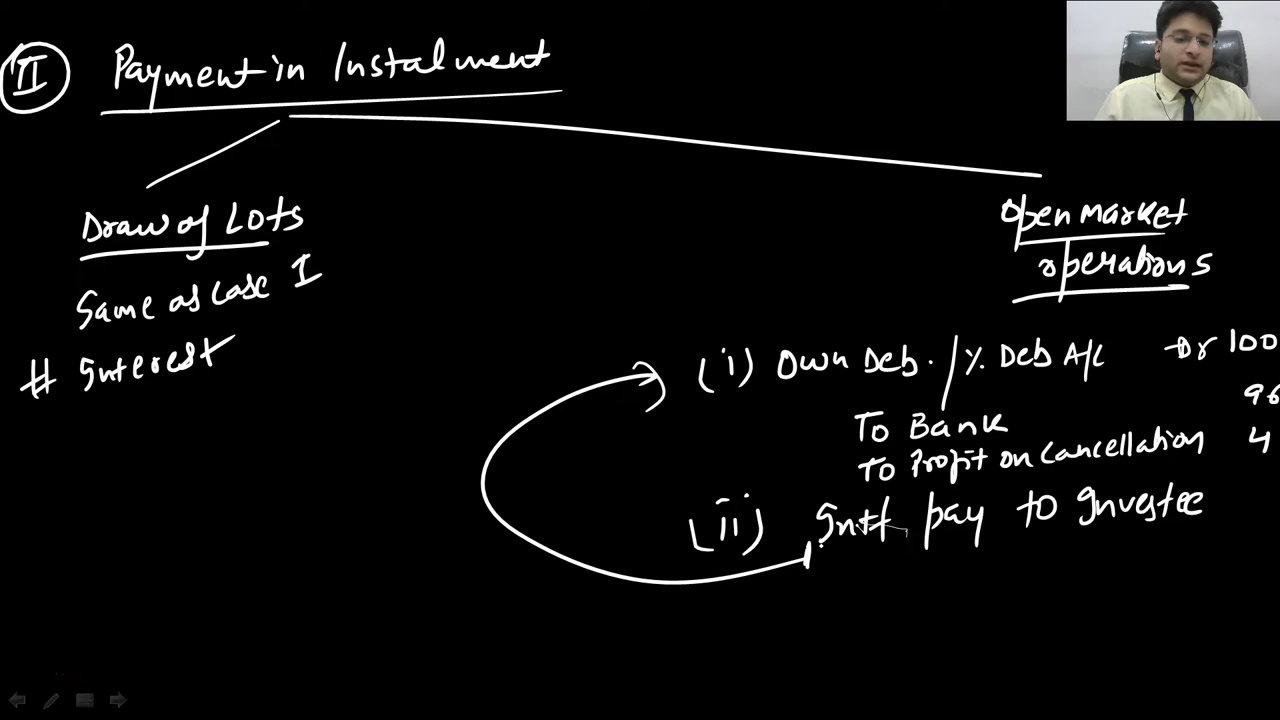 II Payment in Instalment
Draw of Lots
Same as Case I
# Interest
Open Market
operations
(i) Own Deb. / % Deb A/c Dr 100
To Bank 96
To Profit on Cancellation 4
(ii) Intt pay to Investee